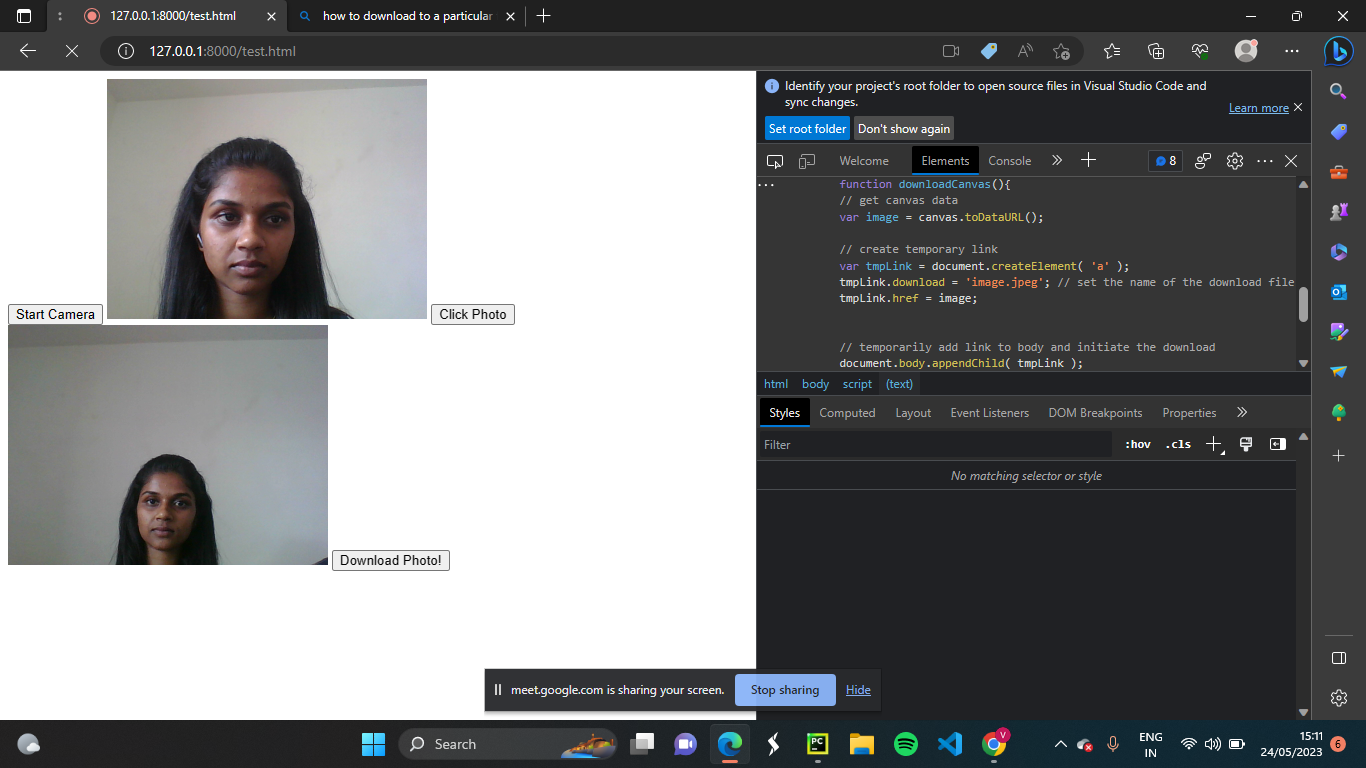 127.0.0.1:8000/test.html
how to download to a particular
127.0.0.1:8000/test.html
Start Camera
Click Photo
Download Photo!
Identify your project's root folder to open source files in Visual Studio Code and
sync changes.
Learn more
Set root folder
Don't show again
Welcome
Elements
Console
8
function downloadCanvas(){
// get canvas data
var image = canvas.toDataURL();
// create temporary link
var tmpLink = document.createElement( 'a' );
tmpLink.download = 'image.jpeg'; // set the name of the download file
tmpLink.href = image;
// temporarily add link to body and initiate the download
document.body.appendChild( tmpLink );
html body script (text)
Styles Computed Layout Event Listeners DOM Breakpoints Properties
Filter
:hov .cls
No matching selector or style
meet.google.com is sharing your screen.
Stop sharing
Hide
Search
PC
V
ENG
IN
15:11
24/05/2023
6